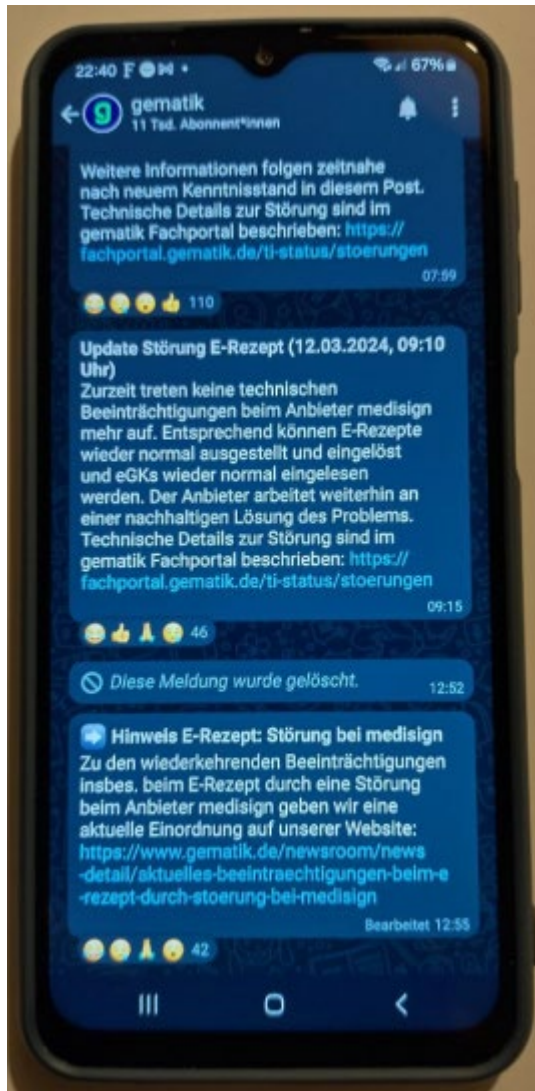 22:40
67%
gematik
11 Tsd. Abonnent*innen
Weitere Informationen folgen zeitnahe
nach neuem Kenntnisstand in diesem Post.
Technische Details zur Störung sind im
gematik Fachportal beschrieben: https://
fachportal.gematik.de/ti-status/stoerungen
07:59
110
Update Störung E-Rezept (12.03.2024, 09:10
Uhr)
Zurzeit treten keine technischen
Beeinträchtigungen beim Anbieter medisign
mehr auf. Entsprechend können E-Rezepte
wieder normal ausgestellt und eingelöst
und eGKs wieder normal eingelesen
werden. Der Anbieter arbeitet weiterhin an
einer nachhaltigen Lösung des Problems.
Technische Details zur Störung sind im
gematik Fachportal beschrieben: https://
fachportal.gematik.de/ti-status/stoerungen
09:15
46
Diese Meldung wurde gelöscht.
12:52
Hinweis E-Rezept: Störung bei medisign
Zu den wiederkehrenden Beeinträchtigungen
insbes. beim E-Rezept durch eine Störung
beim Anbieter medisign geben wir eine
aktuelle Einordnung auf unserer Website:
https://www.gematik.de/newsroom/news
-detail/aktuelles-beeintraechtigungen-beim-e
-rezept-durch-stoerung-bei-medisign
Bearbeitet 12:55
42